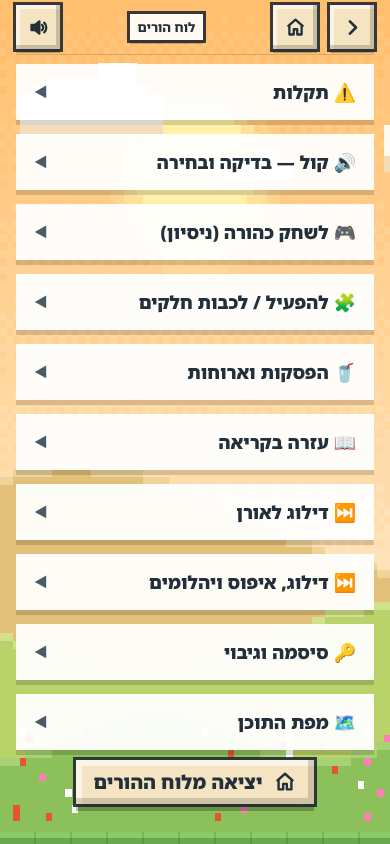 לוח הורים
⚠️ תקלות
🔊 קול — בדיקה ובחירה
🎮 לשחק כהורה (ניסיון)
🧩 להפעיל / לכבות חלקים
🥤 הפסקות וארוחות
📖 עזרה בקריאה
⏭️ דילוג לאורן
⏭️ דילוג, איפוס ויהלומים
🔑 סיסמה וגיבוי
🗺️ מפת התוכן
יציאה מלוח ההורים